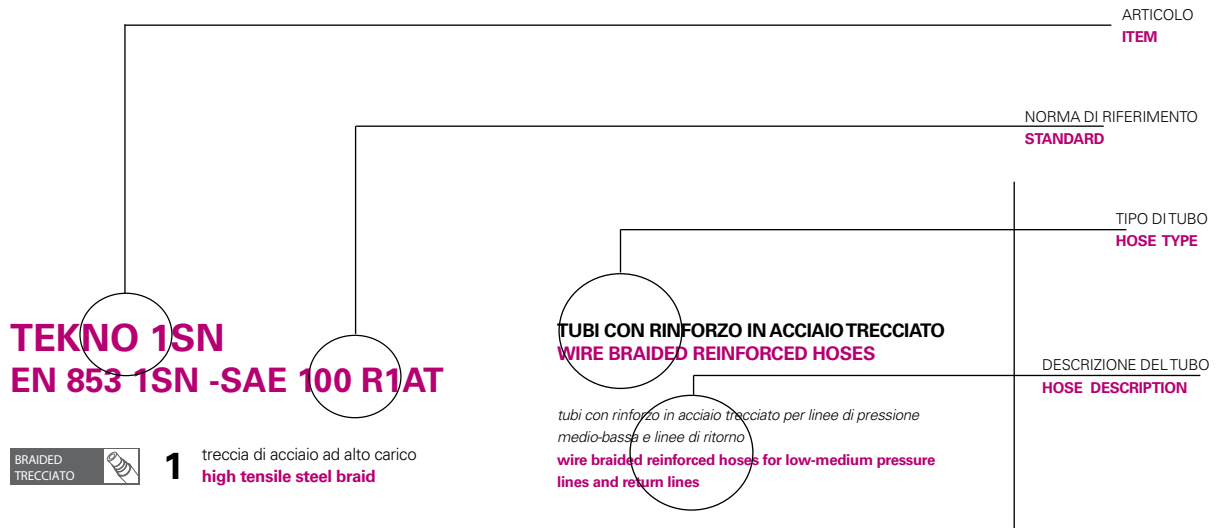 ARTICOLO
ITEM
NORMA DI RIFERIMENTO
STANDARD
TIPO DI TUBO
HOSE TYPE
TEKNO 1SN
EN 853 1SN -SAE 100 R1AT
TUBI CON RINFORZO IN ACCIAIO TRECCIATO
WIRE BRAIDED REINFORCED HOSES
DESCRIZIONE DEL TUBO
HOSE DESCRIPTION
tubi con rinforzo in acciaio trecciato per linee di pressione
medio-bassa e linee di ritorno
wire braided reinforced hoses for low-medium pressure
lines and return lines
BRAIDED
TRECCIATO
1
treccia di acciaio ad alto carico
high tensile steel braid